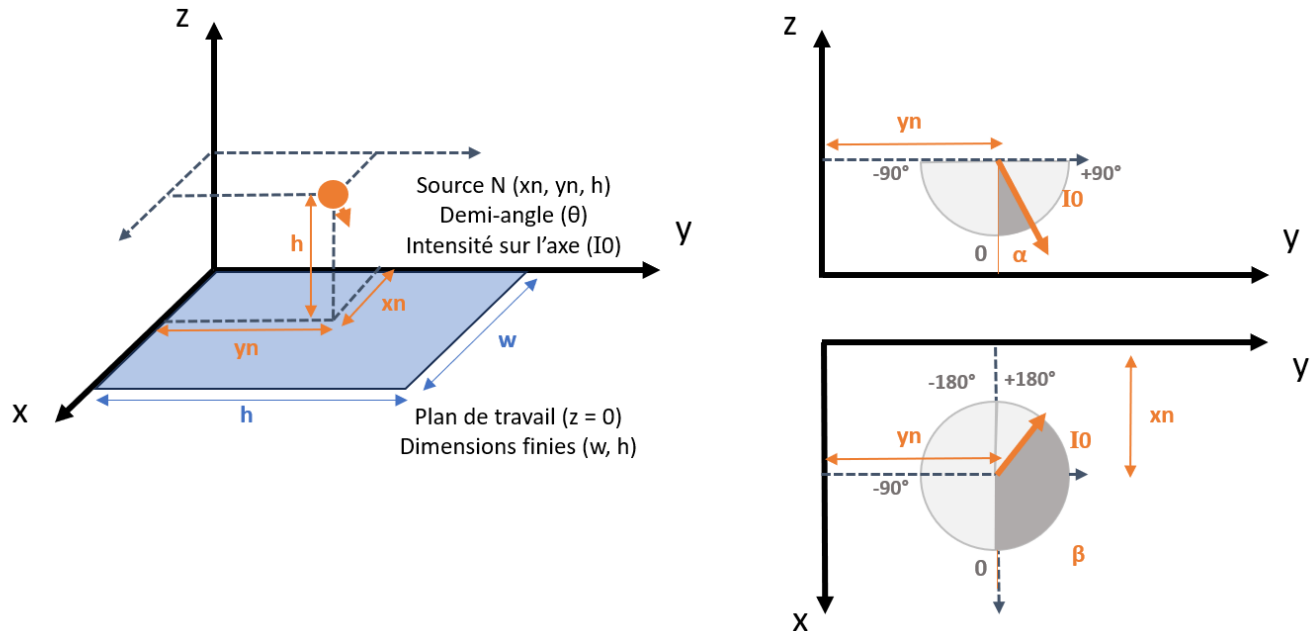 z
Source N (xn, yn, h)
Demi-angle (θ)
Intensité sur l'axe (I0)
y
h
xn
yn
w
x
h
Plan de travail (z = 0)
Dimensions finies (w, h)
z
yn
-90°
+90°
I0
0
α
y
y
-180°
+180°
xn
yn
I0
-90°
0
β
x